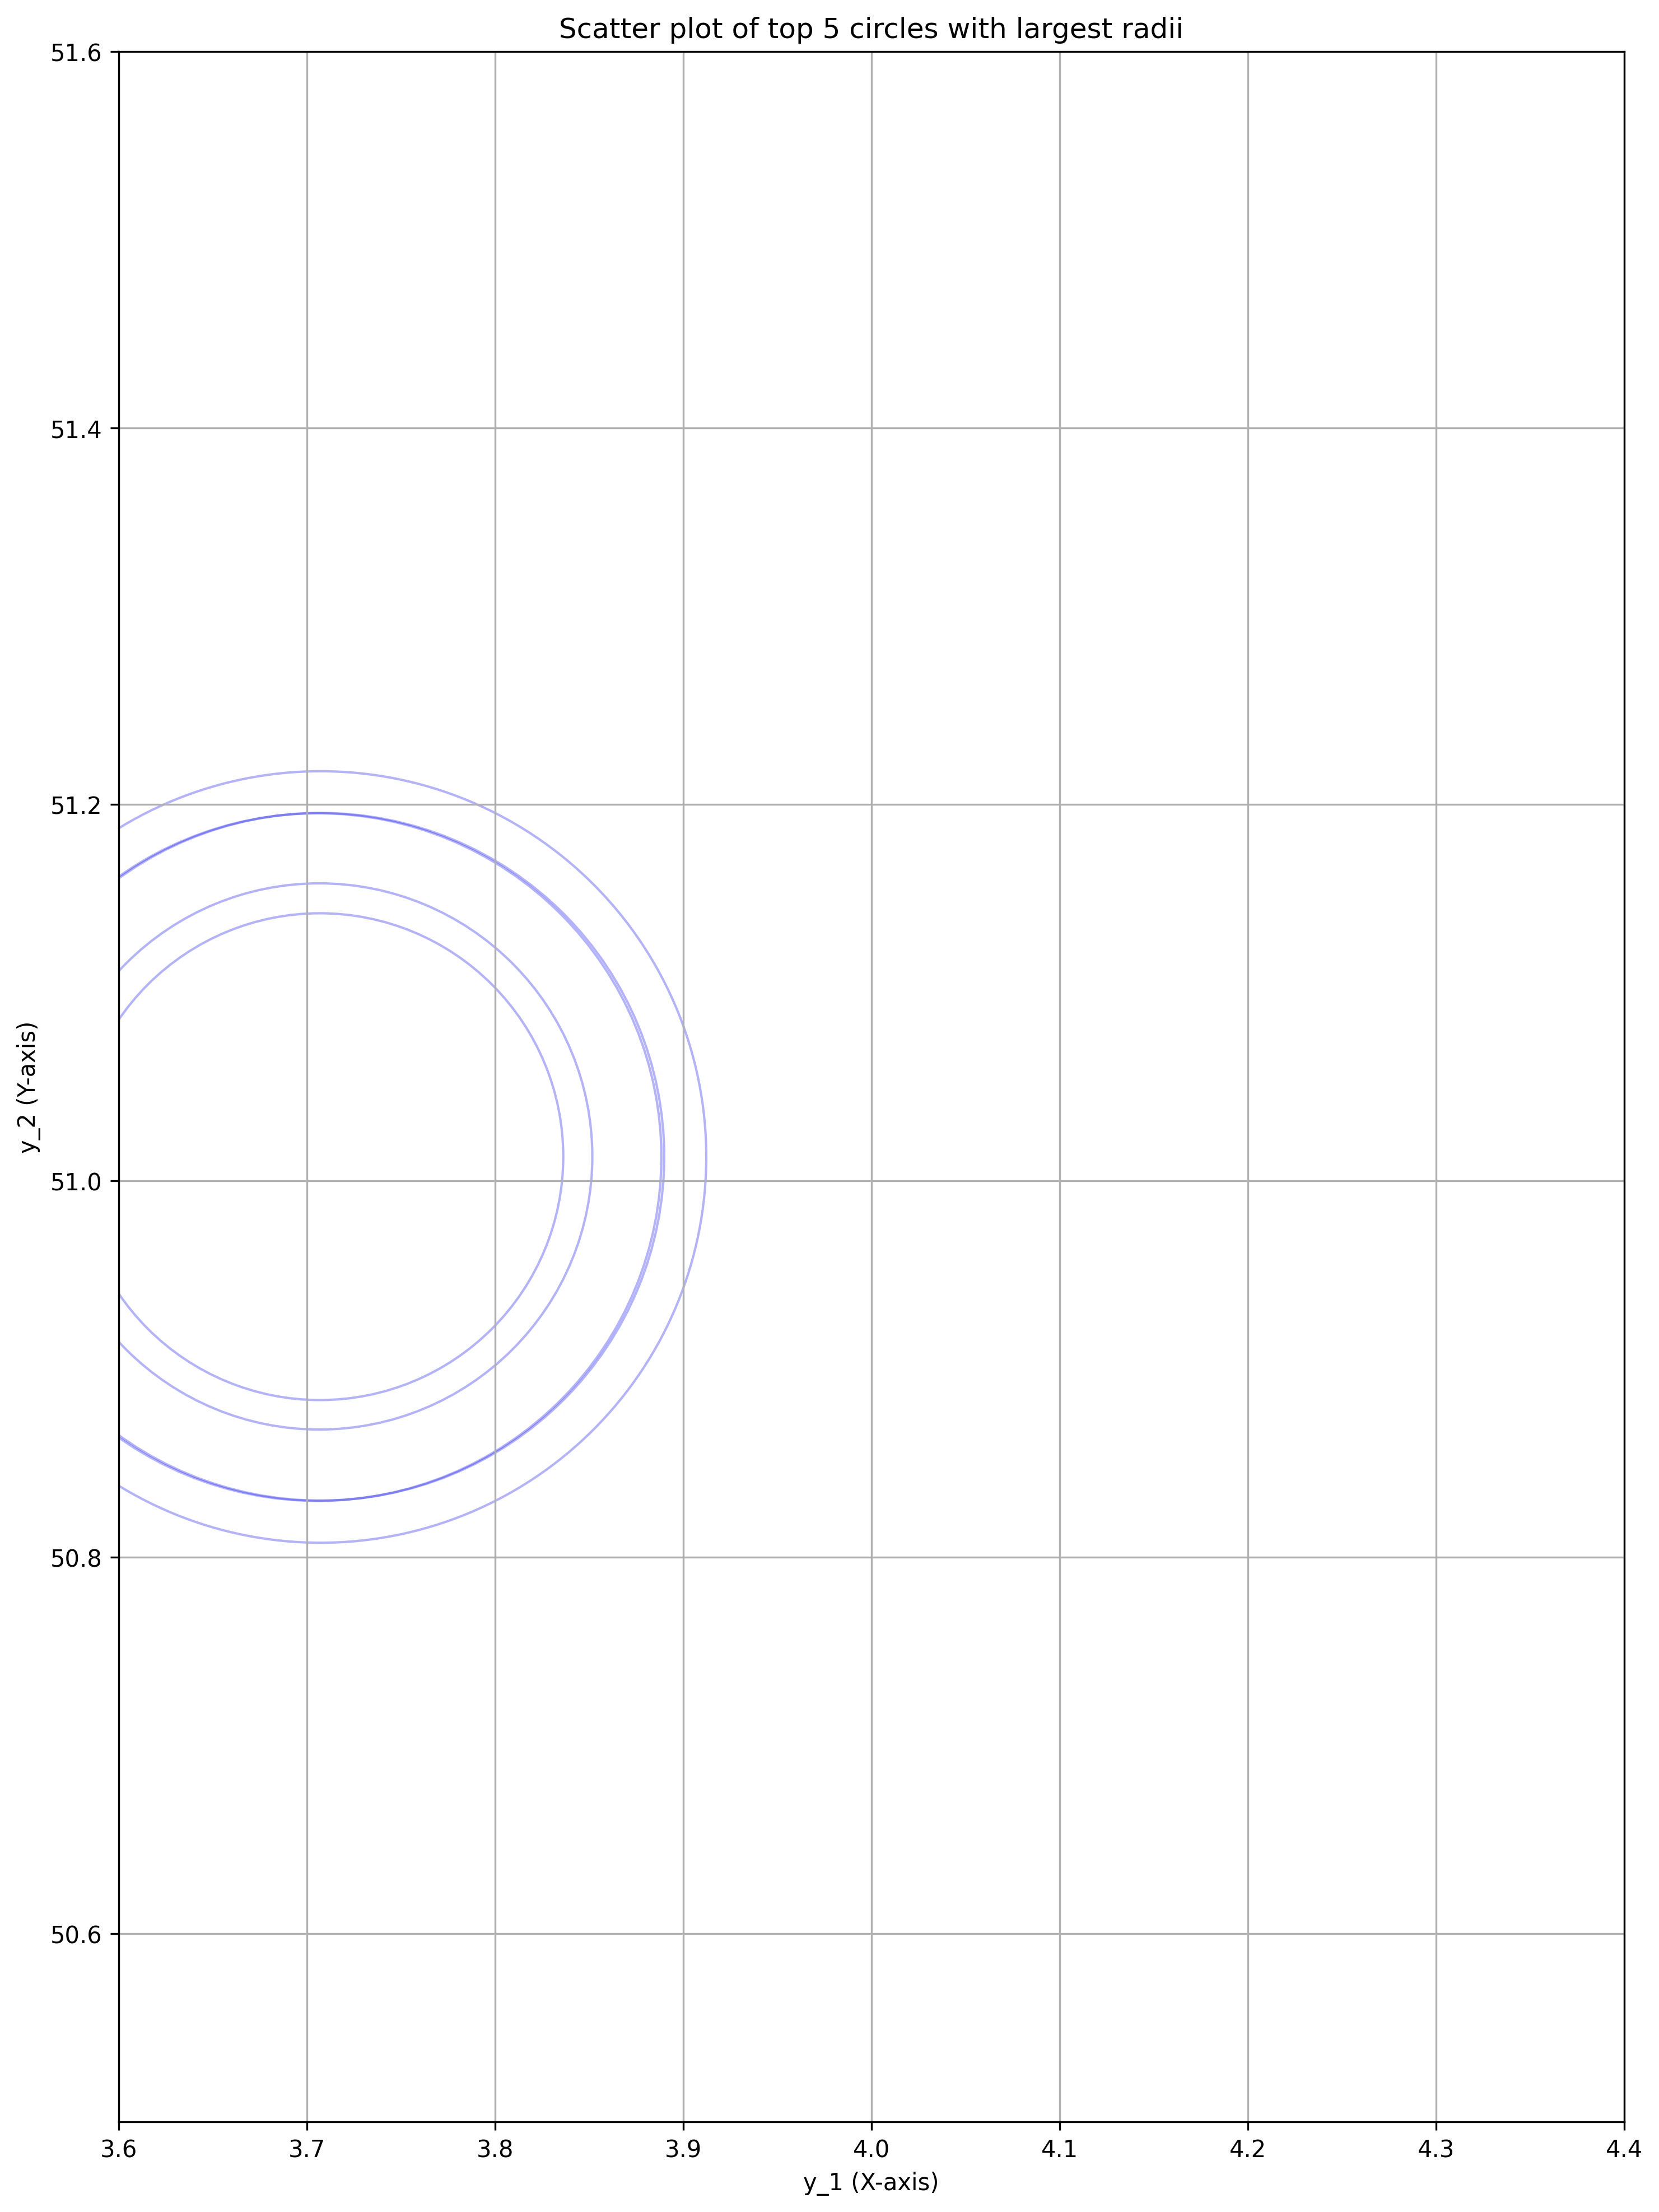 Scatter plot of top 5 circles with largest radii
51.6
51.4
51.2
51.0
50.8
50.6
y_2 (Y-axis)
3.6 3.7 3.8 3.9 4.0 4.1 4.2 4.3 4.4
y_1 (X-axis)